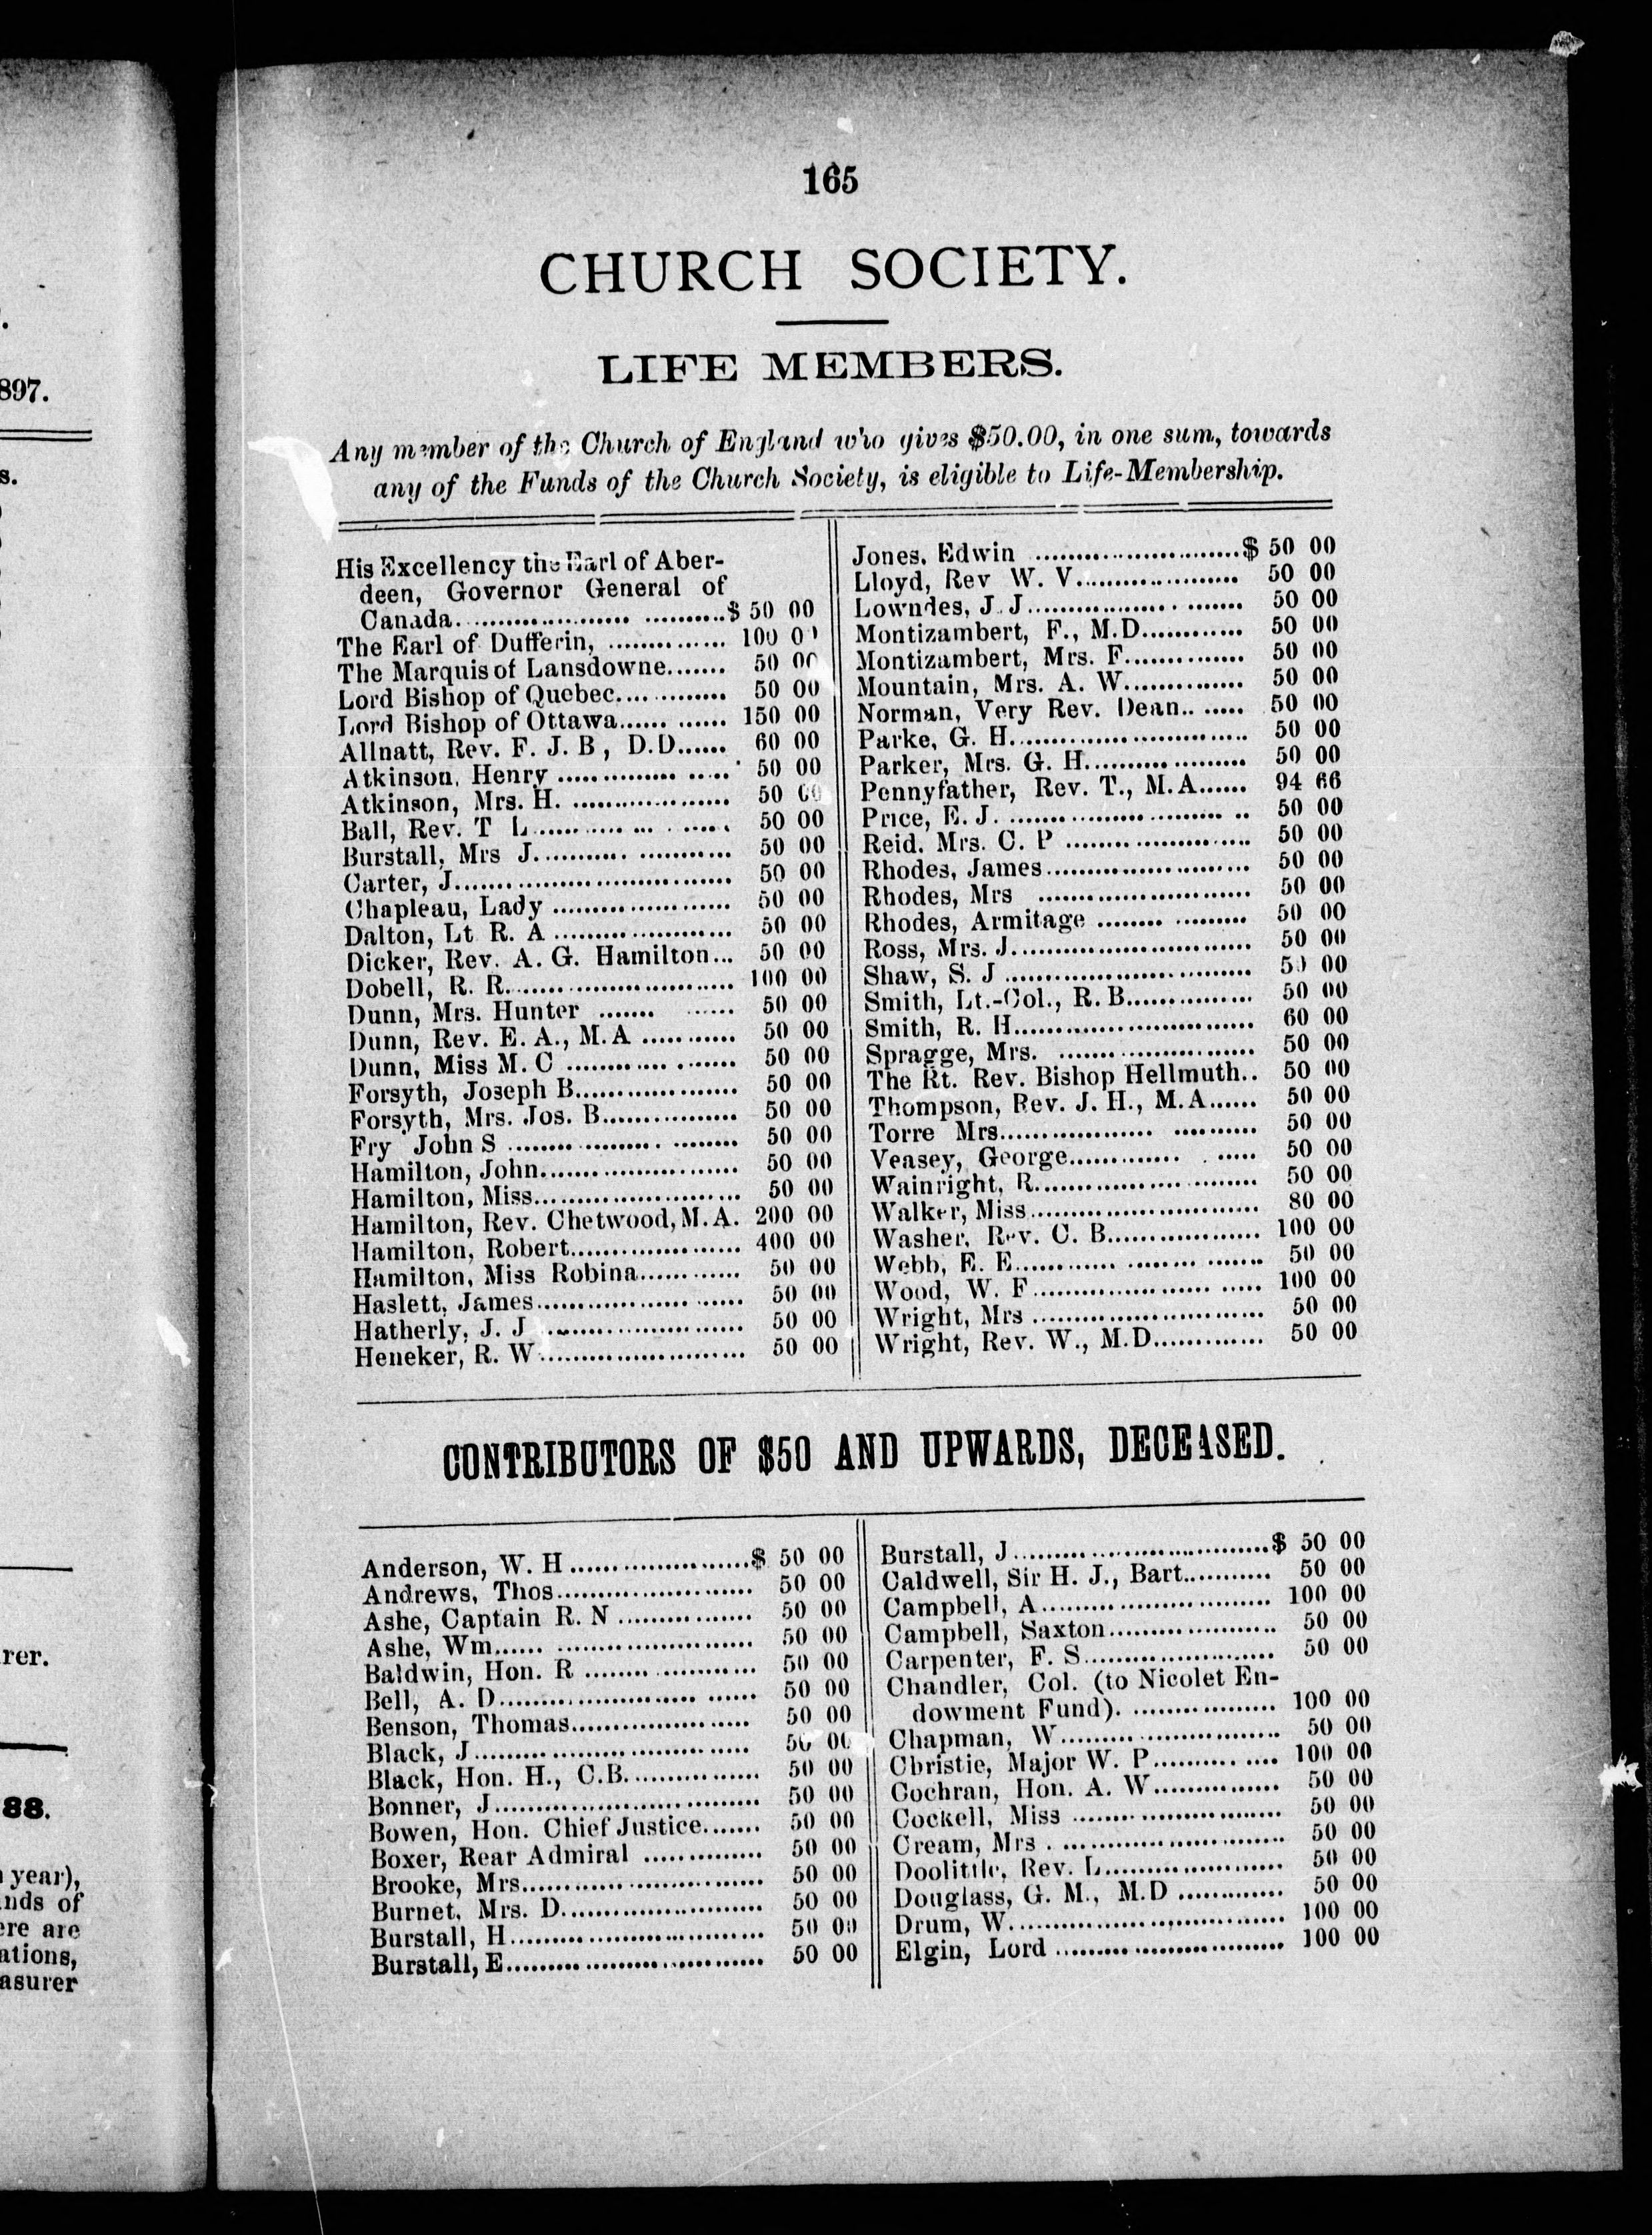 897.
s.
rer.
88.
year),
nds of
ere are
ations,
asurer
165
CHURCH SOCIETY.
LIFE MEMBERS.
Any member of the Church of England who gives $50.00, in one sum, towards
any of the Funds of the Church Society, is eligible to Life-Membership.
His Excellency the Earl of Aber-
deen, Governor General of
Canada. .......... $ 50 00
The Earl of Dufferin, .......... 100 00
The Marquis of Lansdowne....... 50 00
Lord Bishop of Quebec............. 50 00
Lord Bishop of Ottawa............ 150 00
Allnatt, Rev. F. J. B, D.D...... 60 00
Atkinson, Henry .......... 50 00
Atkinson, Mrs. H. .......... 50 00
Ball, Rev. T L.......... 50 00
Burstall, Mrs J.......... 50 00
Carter, J.......... 50 00
Chapleau, Lady .......... 50 00
Dalton, Lt R. A .......... 50 00
Dicker, Rev. A. G. Hamilton... 50 00
Dobell, R. R.......... 100 00
Dunn, Mrs. Hunter .......... 50 00
Dunn, Rev. E. A., M.A .......... 50 00
Dunn, Miss M. C .......... 50 00
Forsyth, Joseph B.......... 50 00
Forsyth, Mrs. Jos. B.......... 50 00
Fry John S .......... 50 00
Hamilton, John.......... 50 00
Hamilton, Miss.......... 50 00
Hamilton, Rev. Chetwood, M.A. 200 00
Hamilton, Robert.......... 400 00
Hamilton, Miss Robina.......... 50 00
Haslett, James.......... 50 00
Hatherly, J. J .......... 50 00
Heneker, R. W.......... 50 00
Jones, Edwin .......... $ 50 00
Lloyd, Rev W. V.......... 50 00
Lowndes, J. J.......... 50 00
Montizambert, F., M.D.......... 50 00
Montizambert, Mrs. F.......... 50 00
Mountain, Mrs. A. W.......... 50 00
Norman, Very Rev. Dean.. ..... 50 00
Parke, G. H.......... 50 00
Parker, Mrs. G. H.......... 50 00
Pennyfather, Rev. T., M.A...... 94 66
Price, E. J. .......... 50 00
Reid. Mrs. C. P .......... 50 00
Rhodes, James.......... 50 00
Rhodes, Mrs .......... 50 00
Rhodes, Armitage .......... 50 00
Ross, Mrs. J.......... 50 00
Shaw, S. J .......... 50 00
Smith, Lt.-Col., R. B.......... 50 00
Smith, R. H.......... 60 00
Spragge, Mrs. .......... 50 00
The Rt. Rev. Bishop Hellmuth.. 50 00
Thompson, Rev. J. H., M.A...... 50 00
Torre Mrs.......... 50 00
Veasey, George.......... 50 00
Wainright, R.......... 50 00
Walker, Miss.......... 80 00
Washer, Rev. C. B.......... 100 00
Webb, E. E.......... 50 00
Wood, W. F.......... 100 00
Wright, Mrs .......... 50 00
Wright, Rev. W., M.D.......... 50 00
CONTRIBUTORS OF $50 AND UPWARDS, DECEASED.
Anderson, W. H .......... $ 50 00
Andrews, Thos.......... 50 00
Ashe, Captain R. N .......... 50 00
Ashe, Wm.......... 50 00
Baldwin, Hon. R .......... 50 00
Bell, A. D.......... 50 00
Benson, Thomas.......... 50 00
Black, J.......... 50 00
Black, Hon. H., C.B.......... 50 00
Bonner, J.......... 50 00
Bowen, Hon. Chief Justice....... 50 00
Boxer, Rear Admiral .......... 50 00
Brooke, Mrs.......... 50 00
Burnet, Mrs. D.......... 50 00
Burstall, H.......... 50 00
Burstall, E.......... 50 00
Burstall, J.......... $ 50 00
Caldwell, Sir H. J., Bart.......... 50 00
Campbell, A.......... 100 00
Campbell, Saxton.......... 50 00
Carpenter, F. S.......... 50 00
Chandler, Col. (to Nicolet En-
dowment Fund). .......... 100 00
Chapman, W.......... 50 00
Christie, Major W. P.......... 100 00
Cochran, Hon. A. W.......... 50 00
Cockell, Miss .......... 50 00
Cream, Mrs . .......... 50 00
Doolittle, Rev. L.......... 50 00
Douglass, G. M., M.D .......... 50 00
Drum, W.......... 100 00
Elgin, Lord .......... 100 00